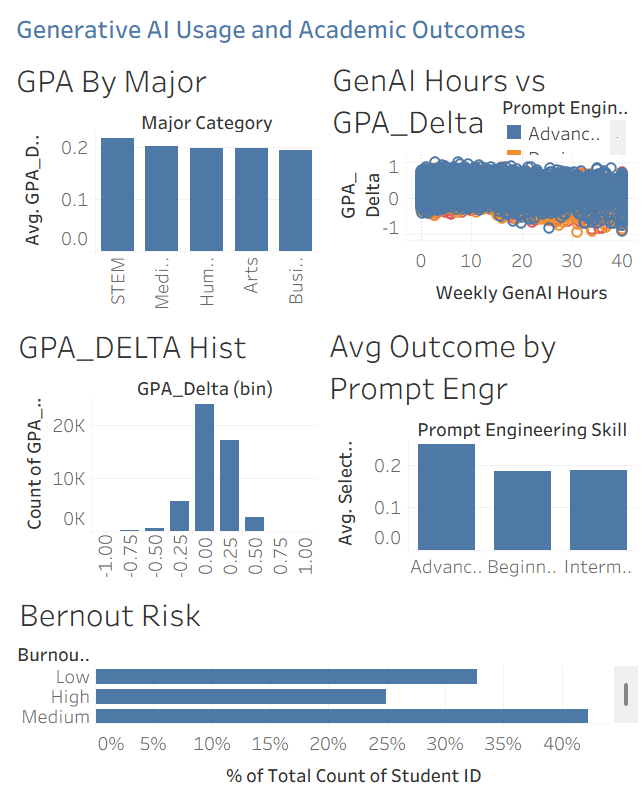 Generative AI Usage and Academic Outcomes
GPA By Major
Major Category
Avg. GPA_D..
0.2
0.1
0.0
STEM
Medi..
Hum..
Arts
Busi..
GenAI Hours vs
GPA_Delta
Prompt Engin..
Advanc..
GPA_
Delta
1
0
-1
0
10
20
30
40
Weekly GenAI Hours
GPA_DELTA Hist
GPA_Delta (bin)
Count of GPA_..
20K
10K
0K
-1.00
-0.75
-0.50
-0.25
0.00
0.25
0.50
0.75
1.00
Avg Outcome by
Prompt Engr
Prompt Engineering Skill
Avg. Select..
0.2
0.1
0.0
Advanc..
Beginn..
Interm..
Bernout Risk
Burnou..
Low
High
Medium
0%
5%
10%
15%
20%
25%
30%
35%
40%
% of Total Count of Student ID